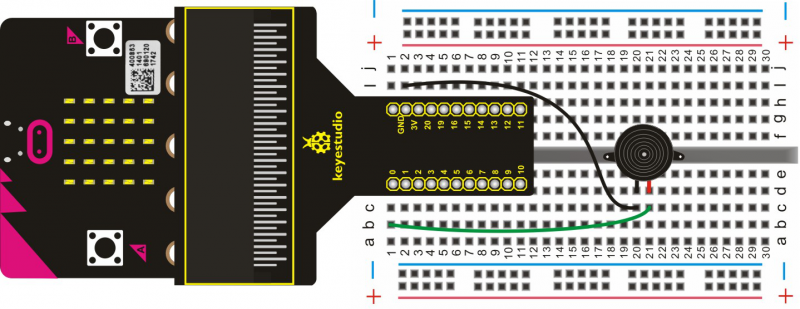 B
400863
1401
690120
1742
A
keyestudio
GND 3V 20 19 16 15 14 13 12 11
0 1 2 3 4 5 6 7 8 9 10
− −
+ +
1 2 3 4 5 6 7 8 9 10 11 12 13 14 15 16 17 18 19 20 21 22 23 24 25 26 27 28 29 30
j j
I I
h
g
f
e
d
c c
b b
a a
1 2 3 4 5 6 7 8 9 10 11 12 13 14 15 16 17 18 19 20 21 22 23 24 25 26 27 28 29 30
− −
+ +